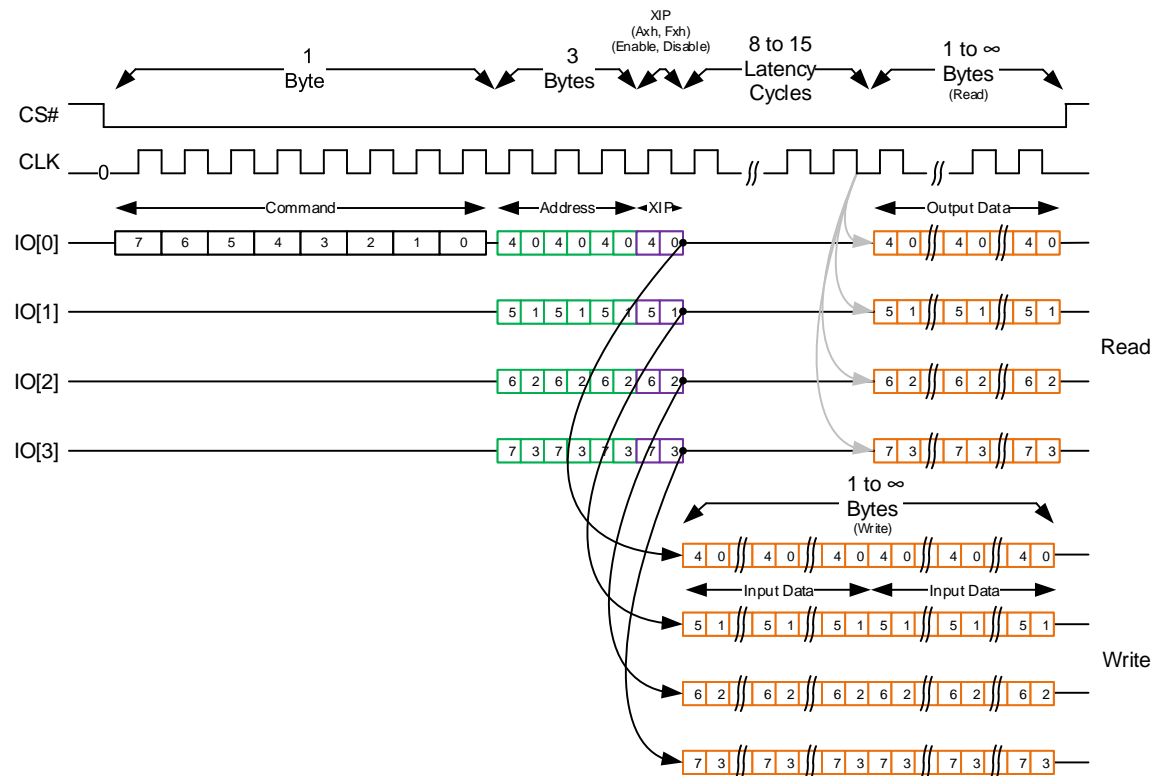 XIP
(Axh, Fxh)
(Enable, Disable)
1
Byte
3
Bytes
8 to 15
Latency
Cycles
1 to ∞
Bytes
(Read)
CS#
CLK
0
Command
Address
XIP
Output Data
IO[0]
7 6 5 4 3 2 1 0 4 0 4 0 4 0 4 0 4 0 4 0 4 0
IO[1]
5 1 5 1 5 1 5 1 5 1 5 1 5 1
Read
IO[2]
6 2 6 2 6 2 6 2 6 2 6 2 6 2
IO[3]
7 3 7 3 7 3 7 3 7 3 7 3 7 3
1 to ∞
Bytes
(Write)
4 0 4 0 4 0 4 0 4 0 4 0
Input Data Input Data
5 1 5 1 5 1 5 1 5 1 5 1
Write
6 2 6 2 6 2 6 2 6 2 6 2
7 3 7 3 7 3 7 3 7 3 7 3